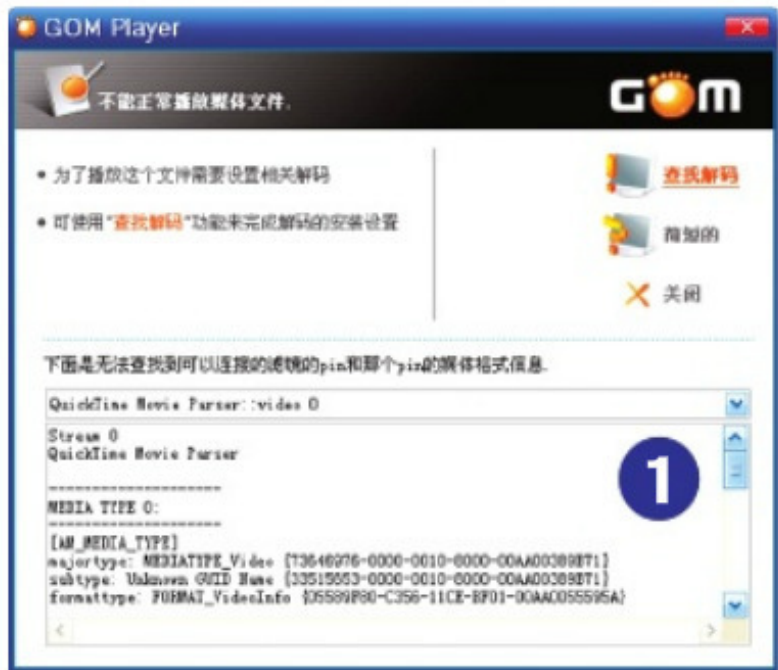 GOM Player
不能正常播放媒体文件.
GOM
为了播放这个文件需要设置相关解码
可使用"查找解码"功能来完成解码的安装设置
查找解码
简短的
关闭
下面是无法查找到可以连接的滤镜的pin和那个pin的媒体格式信息.
QuickTime Movie Parser::video 0
Stream 0
QuickTime Movie Parser
---------------------
MEDIA TYPE 0:
---------------------
[AM_MEDIA_TYPE]
majortype: MEDIATYPE_Video {73646976-0000-0010-8000-00AA00389B71}
subtype: Unknown GUID Name {33515653-0000-0010-8000-00AA00389B71}
formattype: FORMAT_VideoInfo {05589F80-C356-11CE-BF01-00AA0055595A}
1